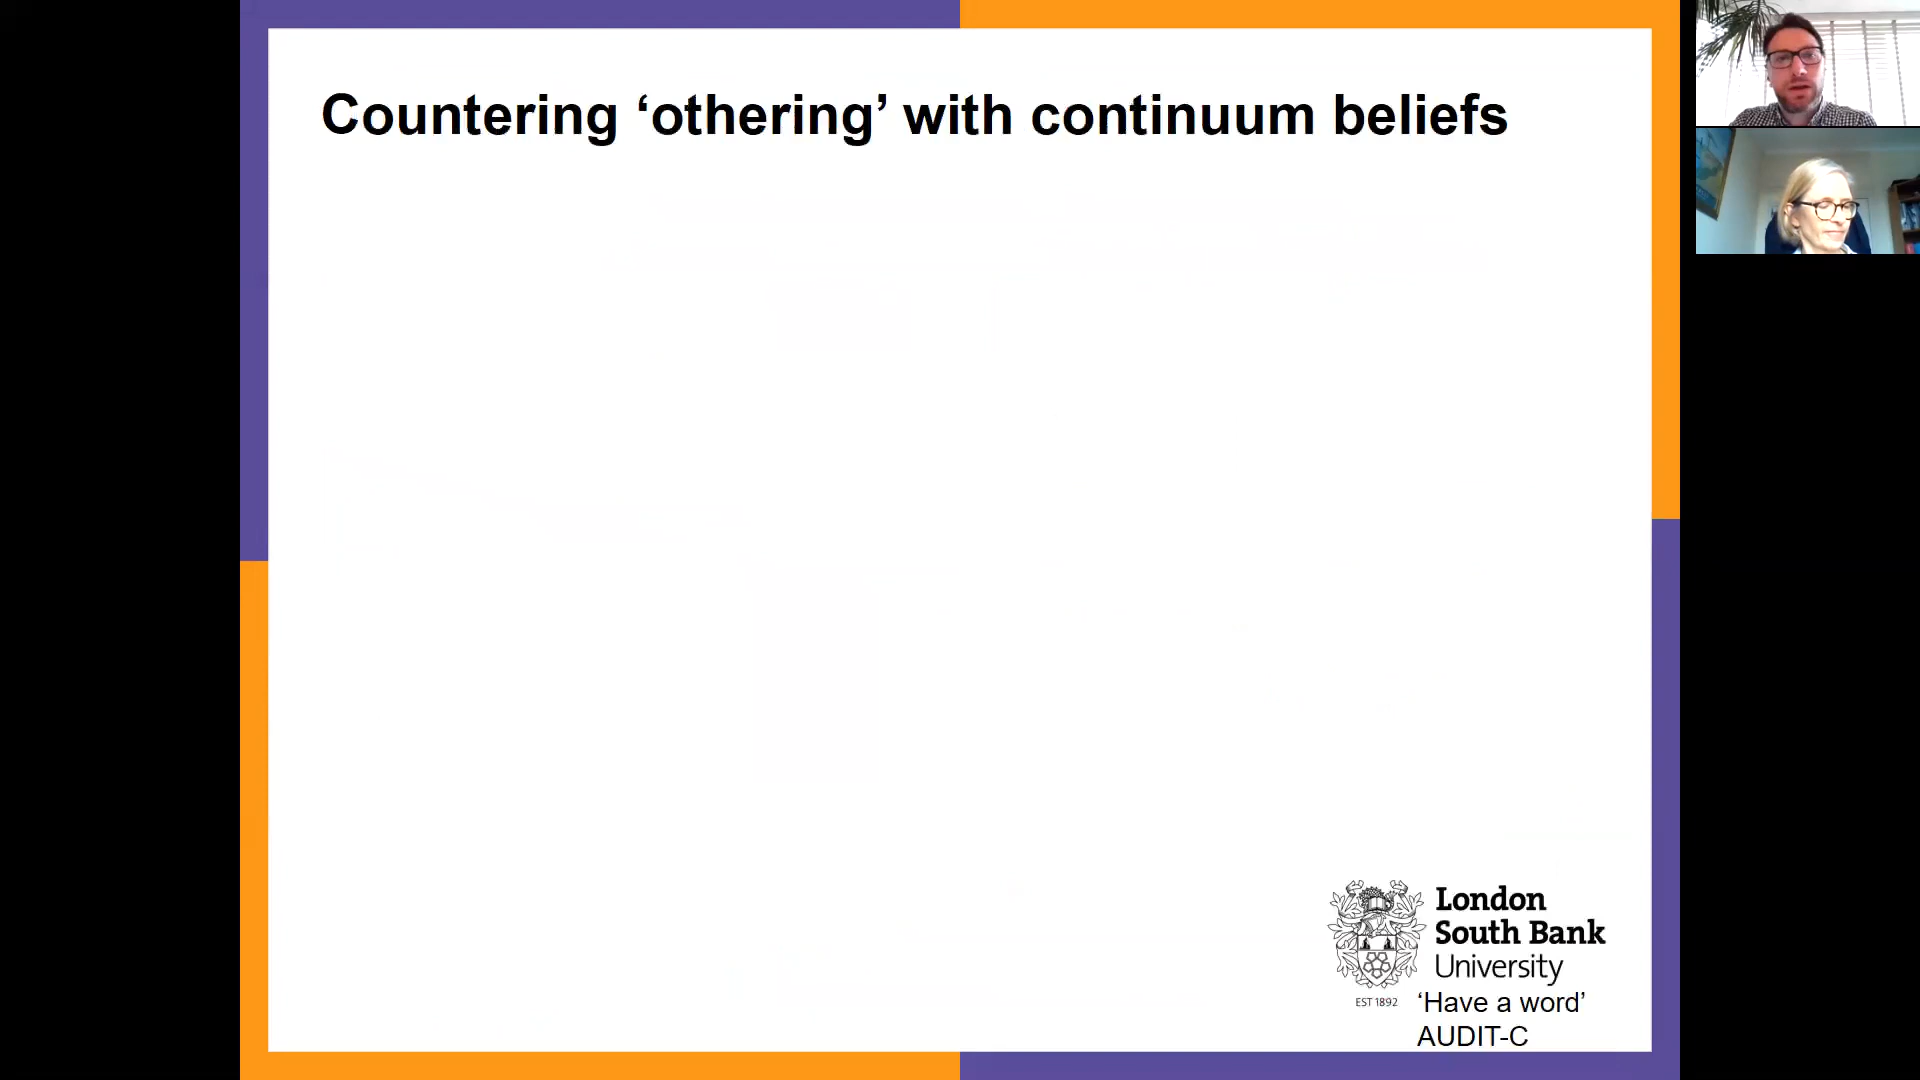 Countering ‘othering’ with continuum beliefs
London
South Bank
University
EST 1892
‘Have a word’
AUDIT-C